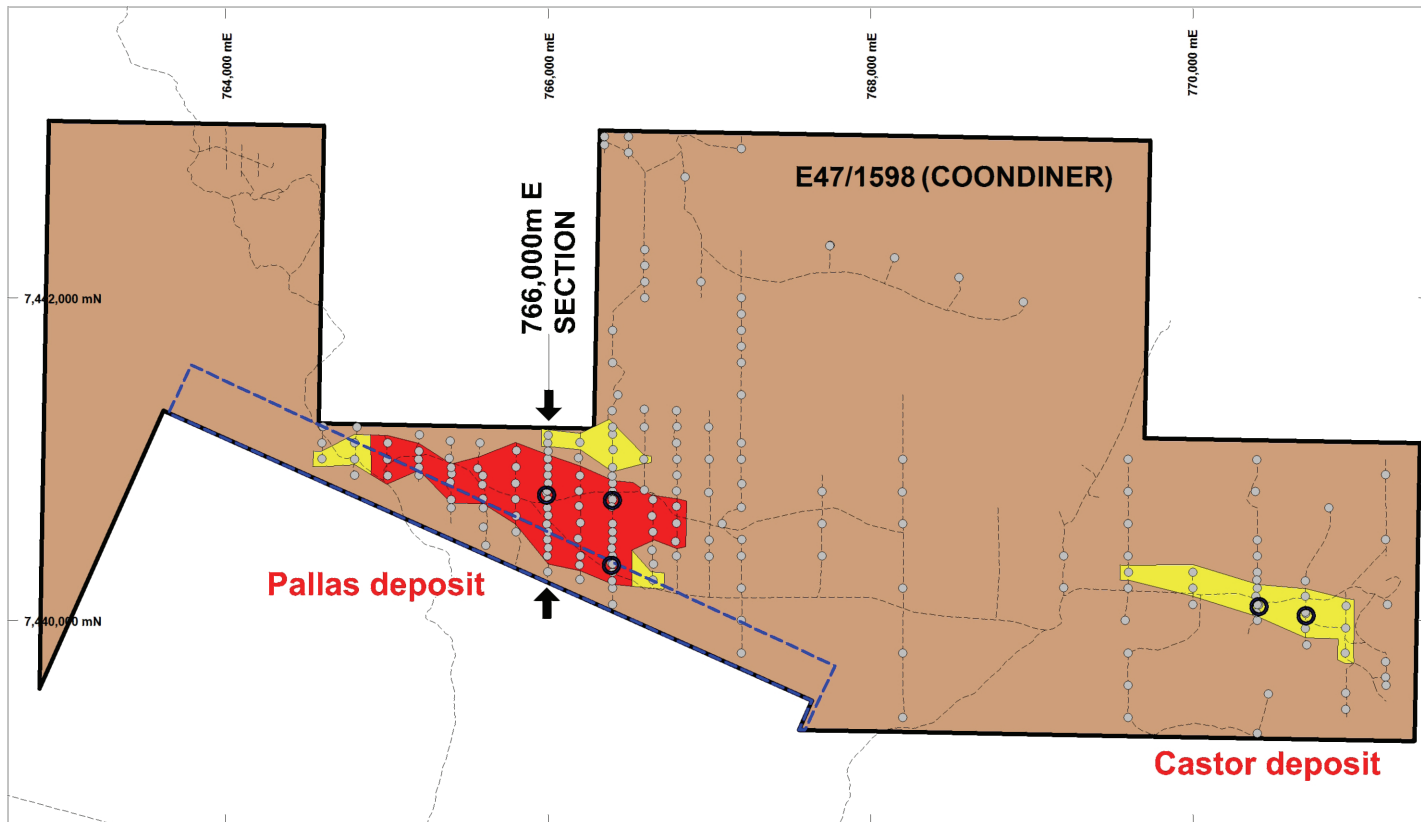 764,000 mE
766,000 mE
768,000 mE
770,000 mE
E47/1598 (COONDINER)
766,000m E
SECTION
7,442,000 mN
Pallas deposit
7,440,000 mN
Castor deposit